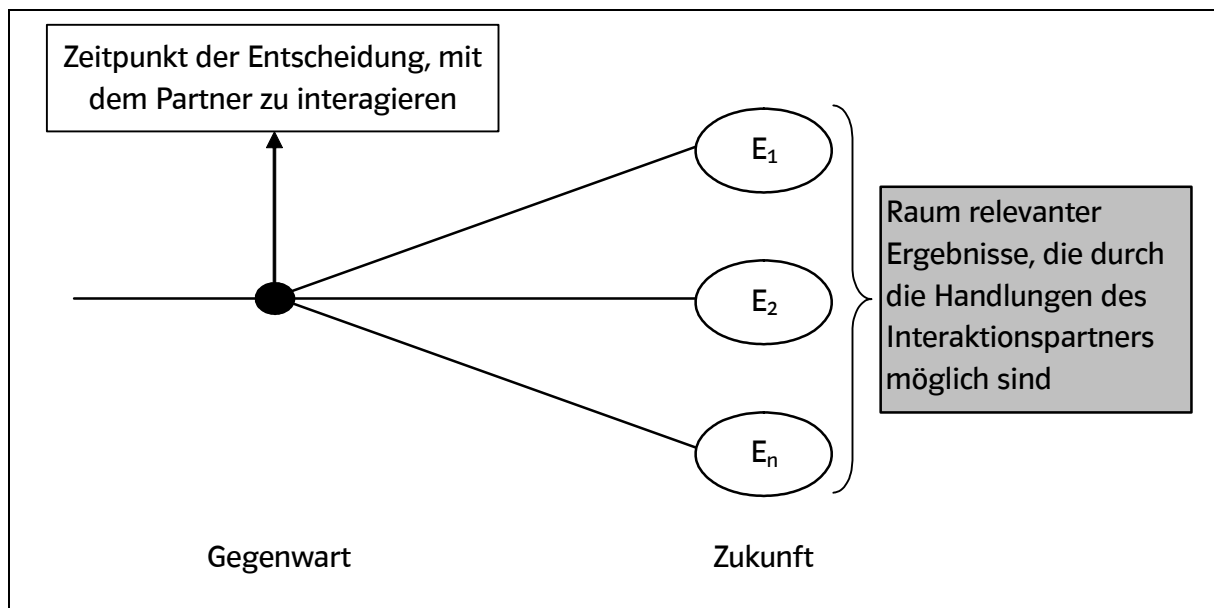 Zeitpunkt der Entscheidung, mit
dem Partner zu interagieren
E₁
E₂
Eₙ
Raum relevanter
Ergebnisse, die durch
die Handlungen des
Interaktionspartners
möglich sind
Gegenwart
Zukunft